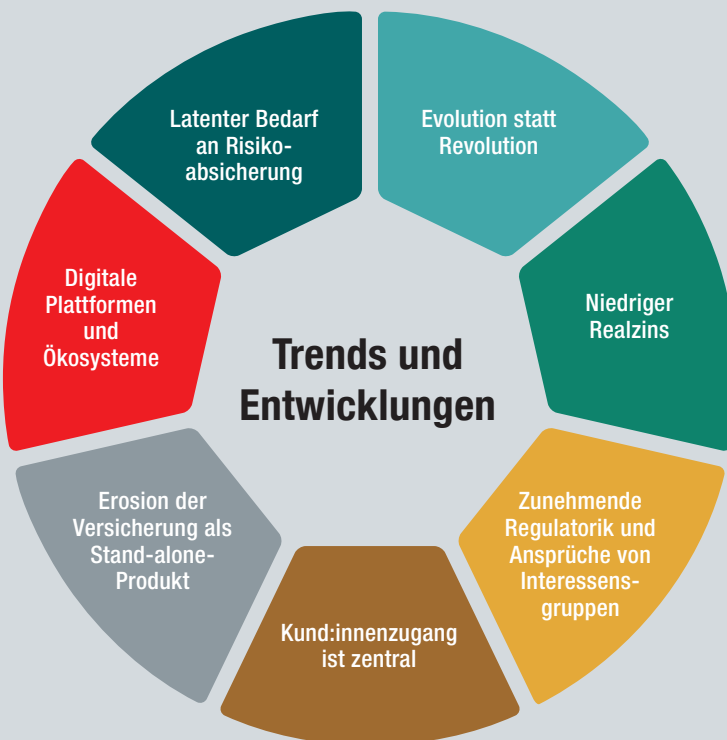 Trends und
Entwicklungen
Evolution statt
Revolution
Niedriger
Realzins
Zunehmende
Regulatorik und
Ansprüche von
Interessens-
gruppen
Kund:innenzugang
ist zentral
Erosion der
Versicherung als
Stand-alone-
Produkt
Digitale
Plattformen
und
Ökosysteme
Latenter Bedarf
an Risiko-
absicherung